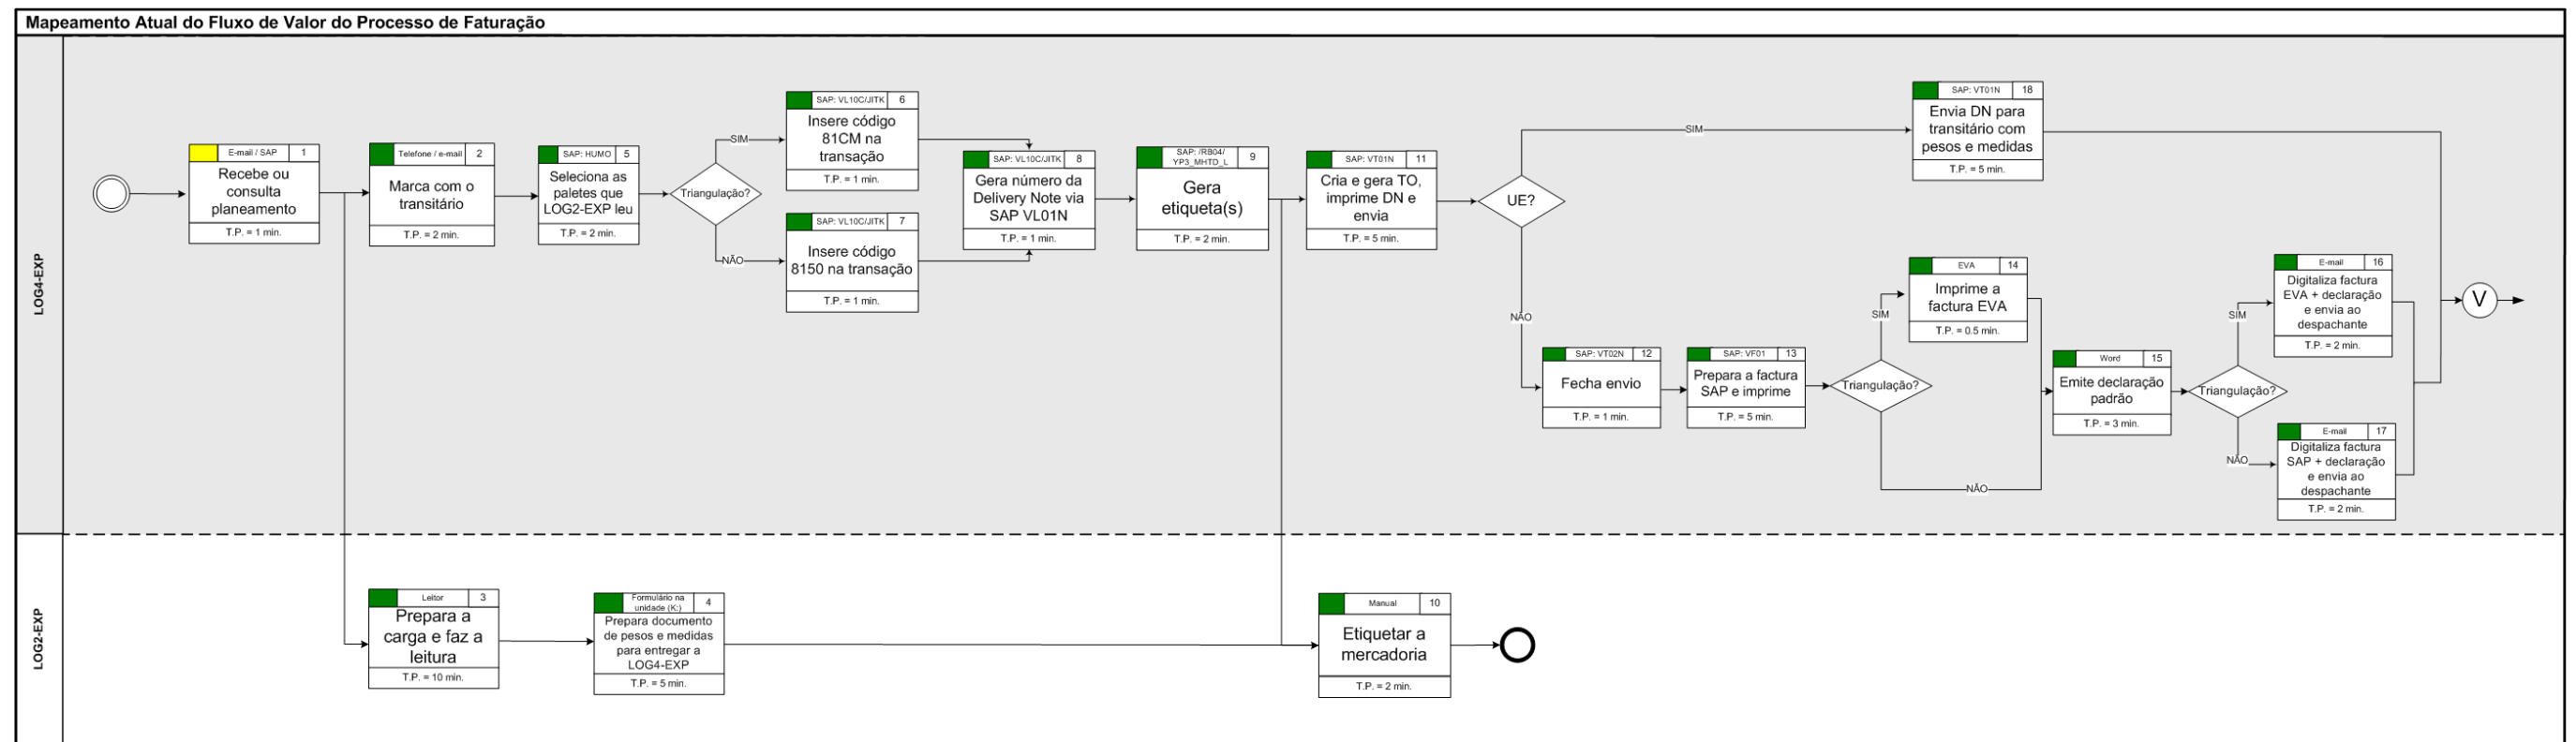 Mapeamento Atual do Fluxo de Valor do Processo de Faturação
LOG4-EXP
E-mail / SAP 1
Recebe ou
consulta
planeamento
T.P. = 1 min.
Telefone / e-mail 2
Marca com o
transitário
T.P. = 2 min.
SAP: HUMO 5
Seleciona as
paletes que
LOG2-EXP leu
T.P. = 2 min.
Triangulação?
SIM
NÃO
SAP: VL10C/JITK 6
Insere código
81CM na
transação
T.P. = 1 min.
SAP: VL10C/JITK 7
Insere código
8150 na transação
T.P. = 1 min.
SAP: VL10C/JITK 8
Gera número da
Delivery Note via
SAP VL01N
T.P. = 1 min.
SAP: /RB04/
YP3_MHTD_L 9
Gera
etiqueta(s)
T.P. = 2 min.
SAP: VT01N 11
Cria e gera TO,
imprime DN e
envia
T.P. = 5 min.
UE?
SIM
NÃO
SAP: VT01N 18
Envia DN para
transitário com
pesos e medidas
T.P. = 5 min.
SAP: VT02N 12
Fecha envio
T.P. = 1 min.
SAP: VF01 13
Prepara a factura
SAP e imprime
T.P. = 5 min.
Triangulação?
SIM
NÃO
EVA 14
Imprime a
factura EVA
T.P. = 0.5 min.
Word 15
Emite declaração
padrão
T.P. = 3 min.
Triangulação?
SIM
NÃO
E-mail 16
Digitaliza factura
EVA + declaração
e envia ao
despachante
T.P. = 2 min.
E-mail 17
Digitaliza factura
SAP + declaração
e envia ao
despachante
T.P. = 2 min.
V
LOG2-EXP
Leitor 3
Prepara a
carga e faz a
leitura
T.P. = 10 min.
Formulário na
unidade (K:) 4
Prepara documento
de pesos e medidas
para entregar a
LOG4-EXP
T.P. = 5 min.
Manual 10
Etiquetar a
mercadoria
T.P. = 2 min.